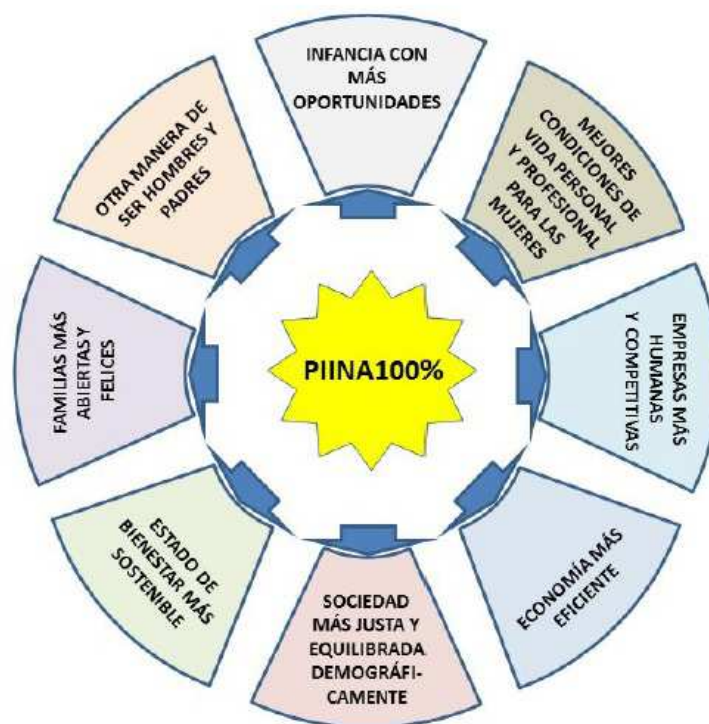 INFANCIA CON
MÁS
OPORTUNIDADES
MEJORES
CONDICIONES DE
VIDA PERSONAL
Y PROFESIONAL
PARA LAS
MUJERES
EMPRESAS MÁS
HUMANAS
Y COMPETITIVAS
ECONOMÍA MÁS
EFICIENTE
SOCIEDAD
MÁS JUSTA Y
EQUILIBRADA
DEMOGRÁFI-
CAMENTE
ESTADO DE
BIENESTAR MÁS
SOSTENIBLE
FAMILIAS MÁS
ABIERTAS Y
FELICES
OTRA MANERA DE
SER HOMBRES Y
PADRES
PIINA100%